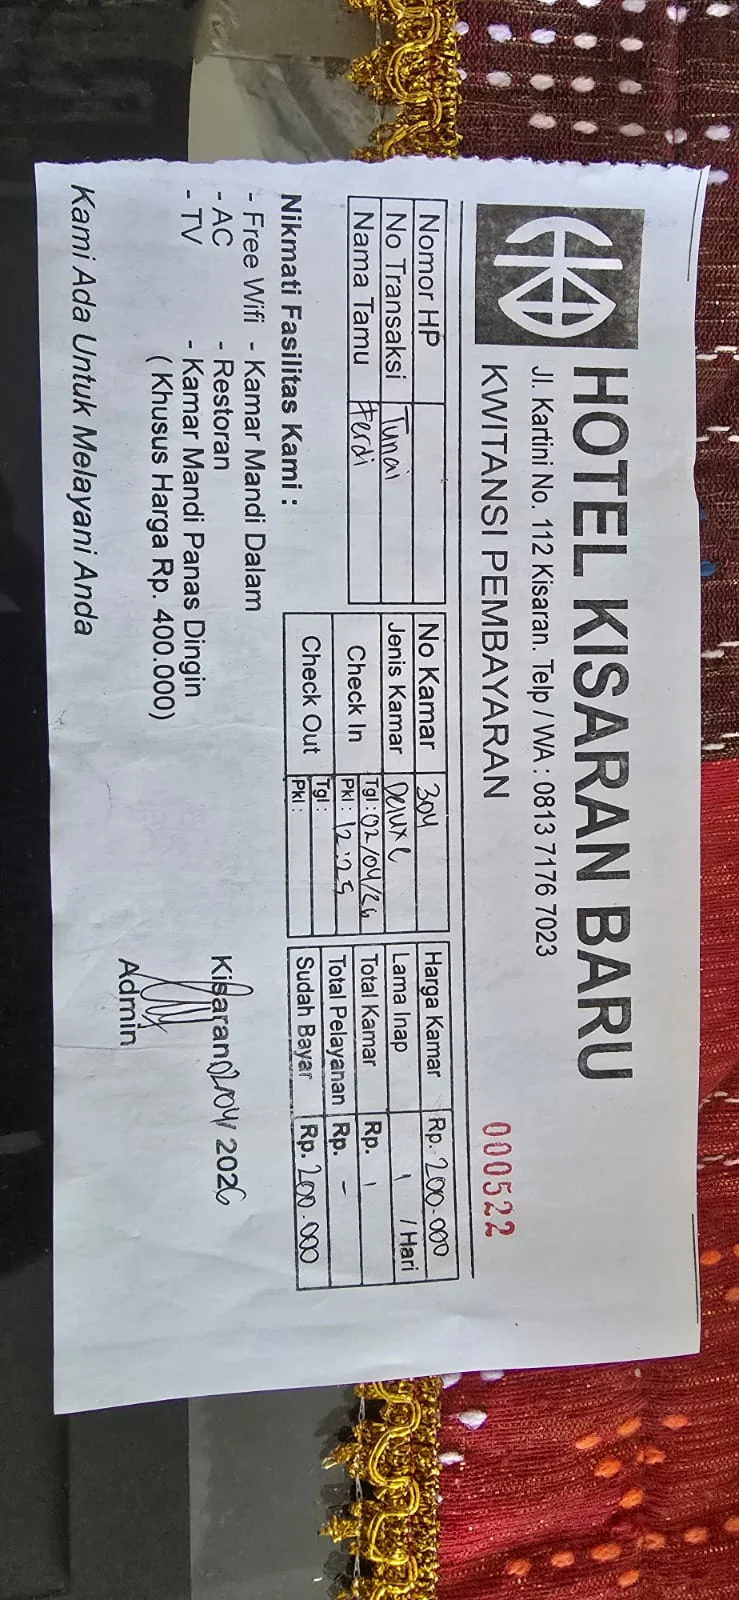 HOTEL KISARAN BARU
Jl. Kartini No. 112 Kisaran. Telp / WA : 0813 7176 7023
KWITANSI PEMBAYARAN
000522
Nomor HP
No Transaksi Tunai
Nama Tamu Ferdi
No Kamar 304
Jenis Kamar Deluxe
Check In Tgl : 02/04/26
Pkl : 12:29
Check Out Tgl :
Pkl :
Harga Kamar Rp. 200.000
Lama Inap 1 / Hari
Total Kamar Rp. 1
Total Pelayanan Rp. -
Sudah Bayar Rp. 200.000
Nikmati Fasilitas Kami :
- Free Wifi - Kamar Mandi Dalam
- AC - Restoran
- TV - Kamar Mandi Panas Dingin
( Khusus Harga Rp. 400.000)
Kami Ada Untuk Melayani Anda
Kisaran 02/04/ 2026
Admin